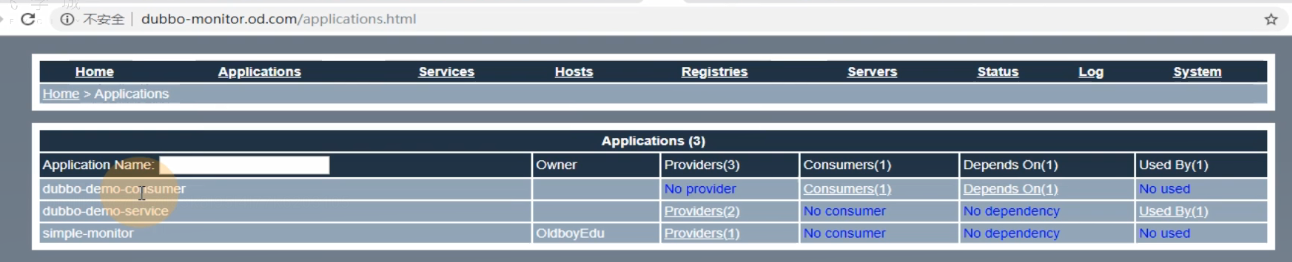 不安全 | dubbo-monitor.od.com/applications.html
Home Applications Services Hosts Registries Servers Status Log System
Home > Applications
Applications (3)
Application Name: Owner Providers(3) Consumers(1) Depends On(1) Used By(1)
dubbo-demo-consumer No provider Consumers(1) Depends On(1) No used
dubbo-demo-service Providers(2) No consumer No dependency Used By(1)
simple-monitor OldboyEdu Providers(1) No consumer No dependency No used